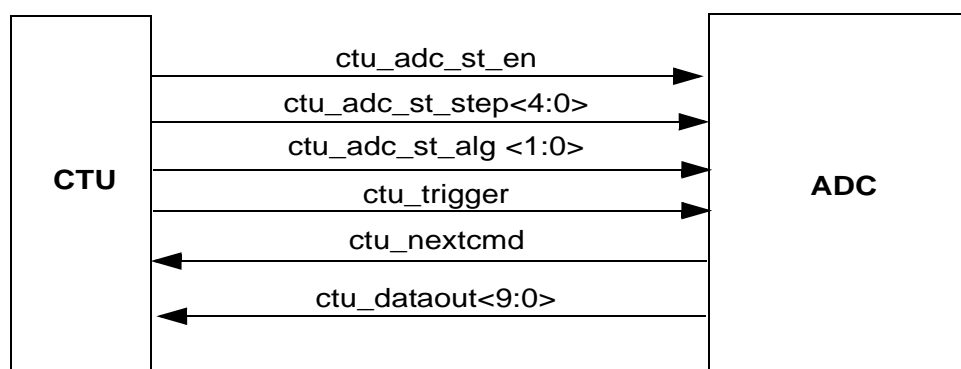 ctu_adc_st_en
ctu_adc_st_step<4:0>
ctu_adc_st_alg <1:0>
CTU
ADC
ctu_trigger
ctu_nextcmd
ctu_dataout<9:0>